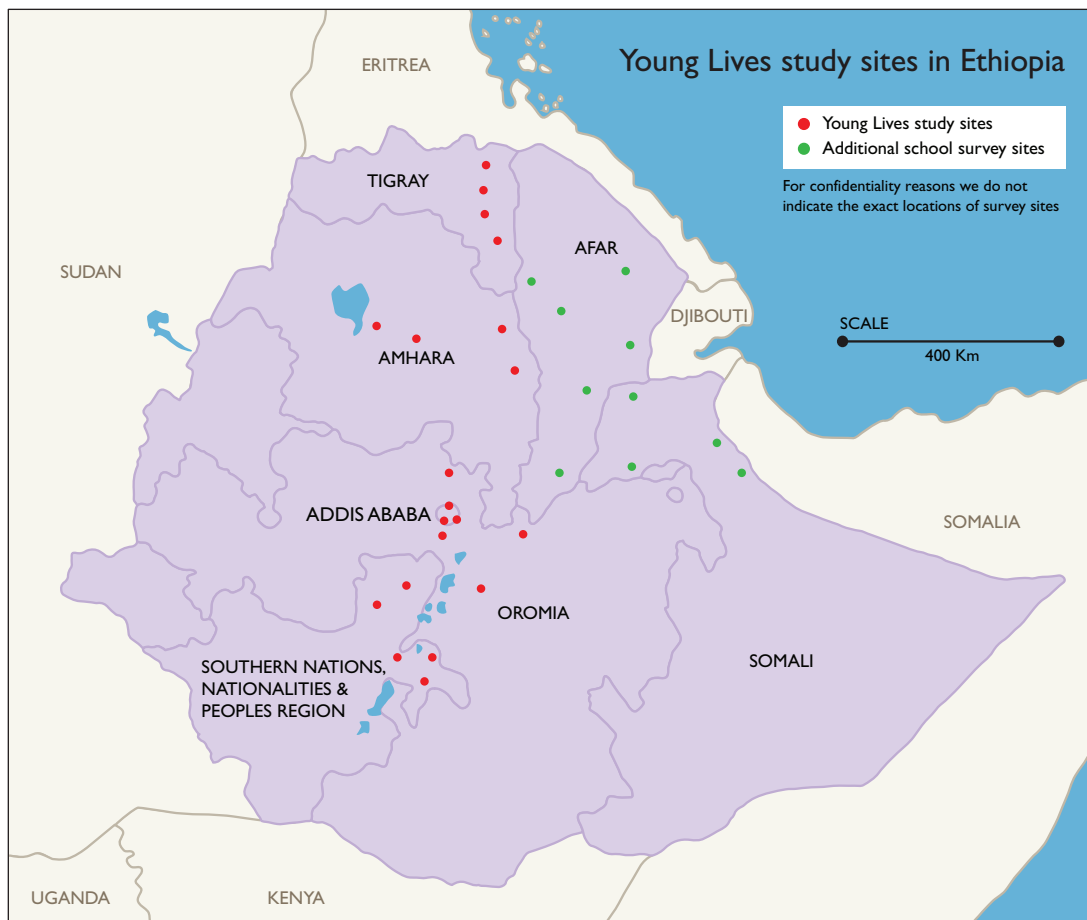 Young Lives study sites in Ethiopia
Young Lives study sites
Additional school survey sites
For confidentiality reasons we do not
indicate the exact locations of survey sites
ERITREA
TIGRAY
AFAR
SUDAN
DJIBOUTI
SCALE
400 Km
AMHARA
ADDIS ABABA
SOMALIA
OROMIA
SOMALI
SOUTHERN NATIONS,
NATIONALITIES &
PEOPLES REGION
UGANDA
KENYA